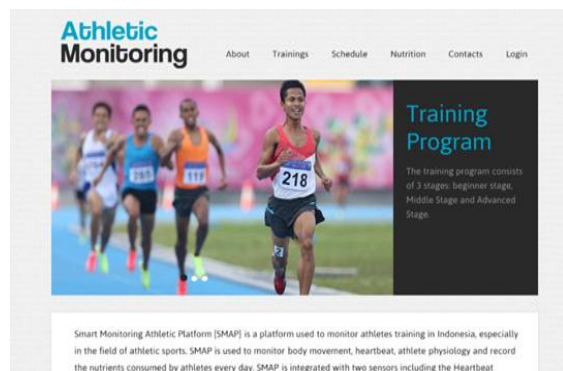 Athletic
Monitoring
About Trainings Schedule Nutrition Contacts Login
Training
Program
The training program consists
of 3 stages: beginner stage,
Middle Stage and Advanced
Stage.
218
Smart Monitoring Athletic Platform [SMAP] is a platform used to monitor athletes training in Indonesia, especially
in the field of athletic sports. SMAP is used to monitor body movement, heartbeat, athlete physiology and record
the nutrients consumed by athletes every day. SMAP is integrated with two sensors including the Heartbeat